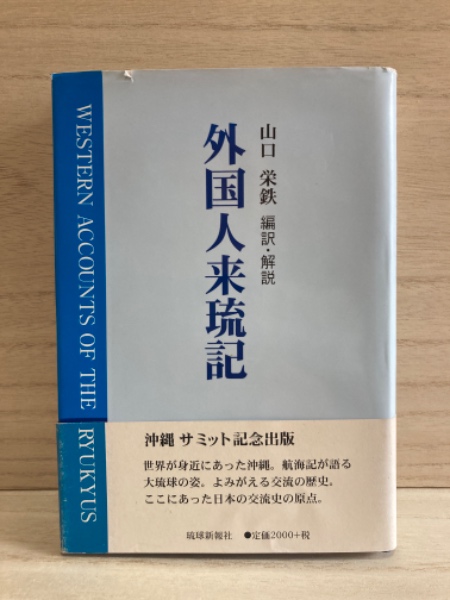 山口 栄鉄 編訳・解説
外国人来琉記
WESTERN ACCOUNTS OF THE RYUKYUS
沖縄 サミット記念出版
世界が身近にあった沖縄。航海記が語る
大琉球の姿。よみがえる交流の歴史。
ここにあった日本の交流史の原点。
琉球新報社 ●定価2000+税